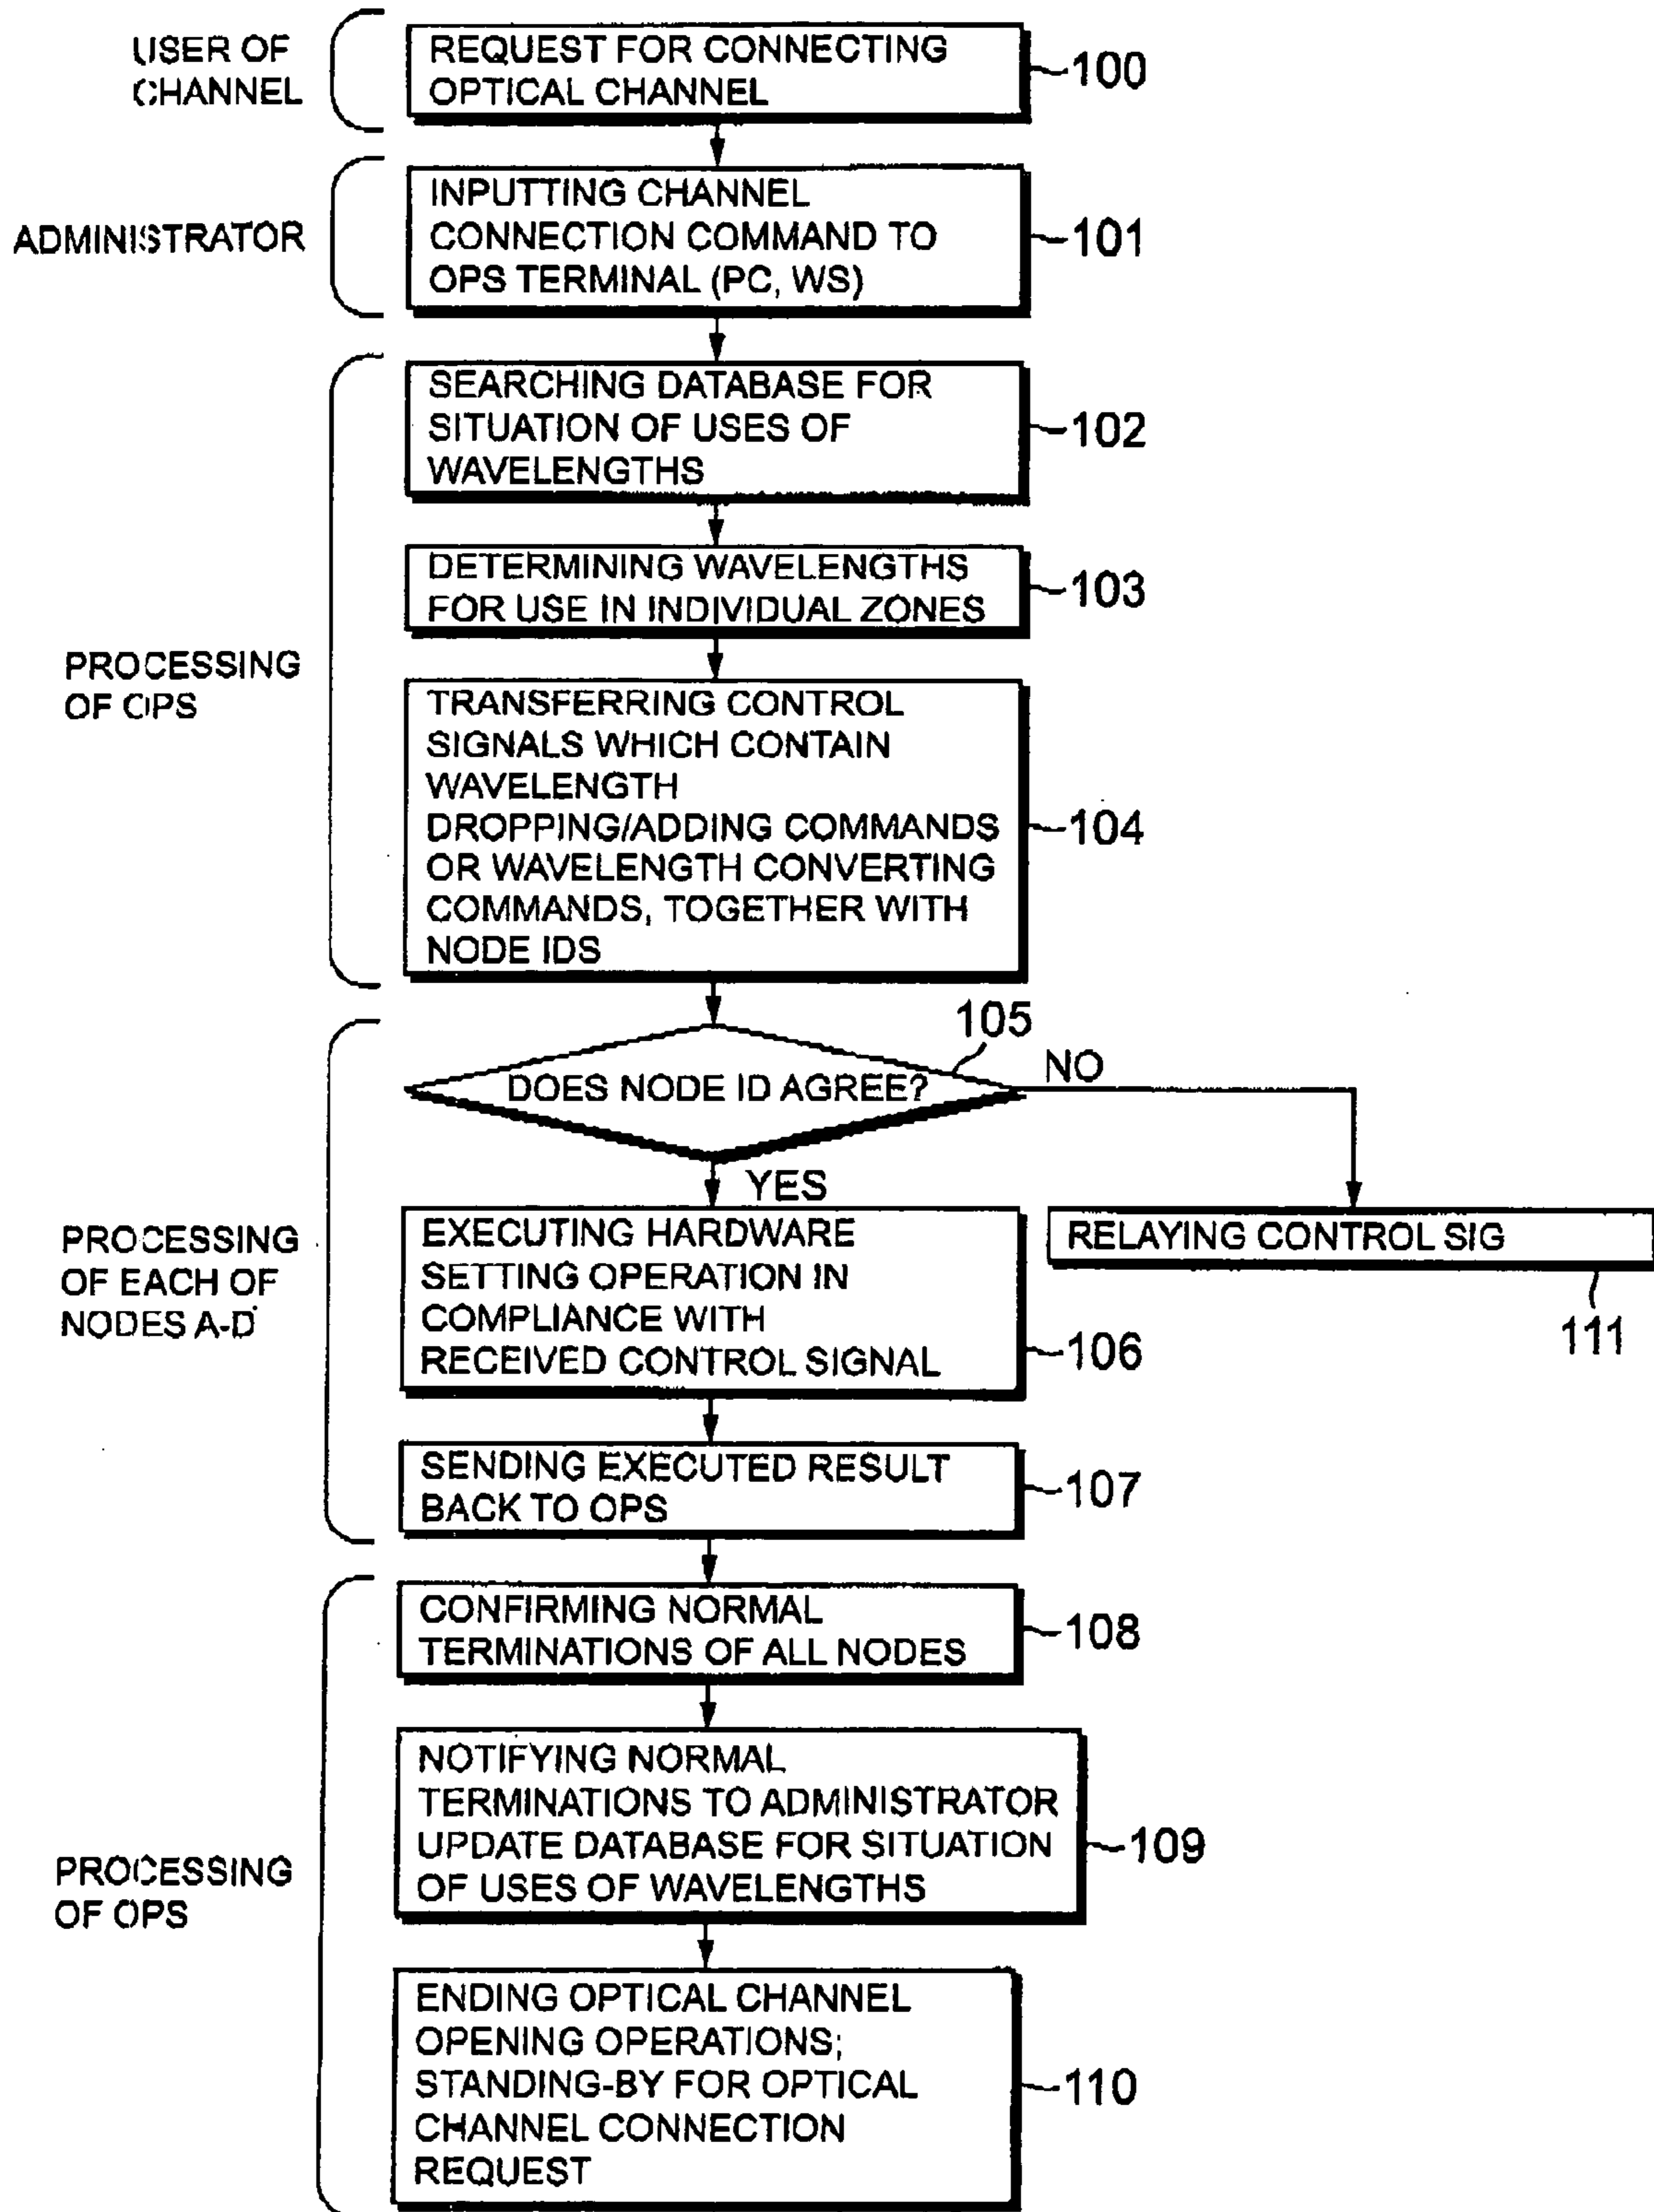 USER OF
CHANNEL
REQUEST FOR CONNECTING
OPTICAL CHANNEL
100
ADMINISTRATOR
INPUTTING CHANNEL
CONNECTION COMMAND TO
OPS TERMINAL (PC, WS)
101
PROCESSING
OF OPS
SEARCHING DATABASE FOR
SITUATION OF USES OF
WAVELENGTHS
102
DETERMINING WAVELENGTHS
FOR USE IN INDIVIDUAL ZONES
103
TRANSFERRING CONTROL
SIGNALS WHICH CONTAIN
WAVELENGTH
DROPPING/ADDING COMMANDS
OR WAVELENGTH CONVERTING
COMMANDS, TOGETHER WITH
NODE IDS
104
PROCESSING
OF EACH OF
NODES A-D
105
DOES NODE ID AGREE?
NO
YES
EXECUTING HARDWARE
SETTING OPERATION IN
COMPLIANCE WITH
RECEIVED CONTROL SIGNAL
106
RELAYING CONTROL SIG
111
SENDING EXECUTED RESULT
BACK TO OPS
107
PROCESSING
OF OPS
CONFIRMING NORMAL
TERMINATIONS OF ALL NODES
108
NOTIFYING NORMAL
TERMINATIONS TO ADMINISTRATOR
UPDATE DATABASE FOR SITUATION
OF USES OF WAVELENGTHS
109
ENDING OPTICAL CHANNEL
OPENING OPERATIONS;
STANDING-BY FOR OPTICAL
CHANNEL CONNECTION
REQUEST
110